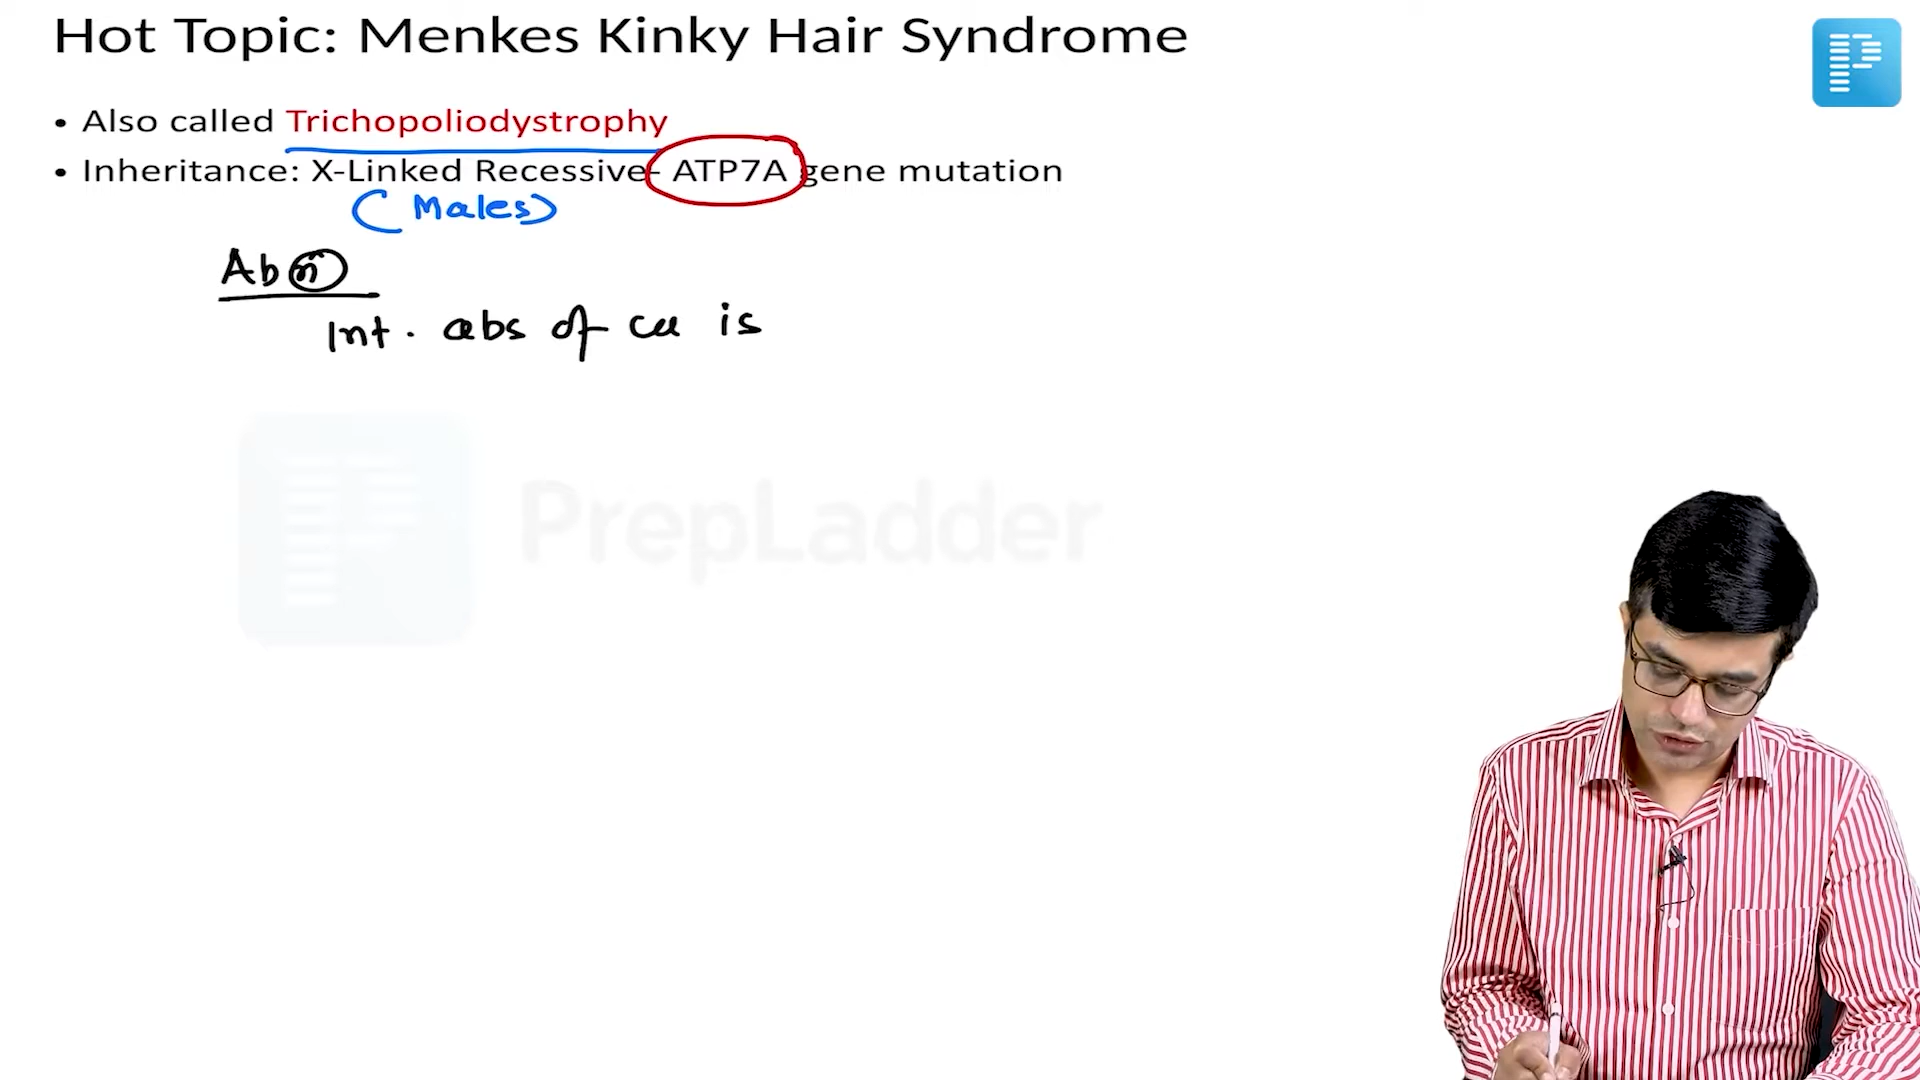 Hot Topic: Menkes Kinky Hair Syndrome
• Also called Trichopoliodystrophy
• Inheritance: X-Linked Recessive- ATP7A gene mutation
(Males)
Ab n
Int. abs of cu is
PrepLadder